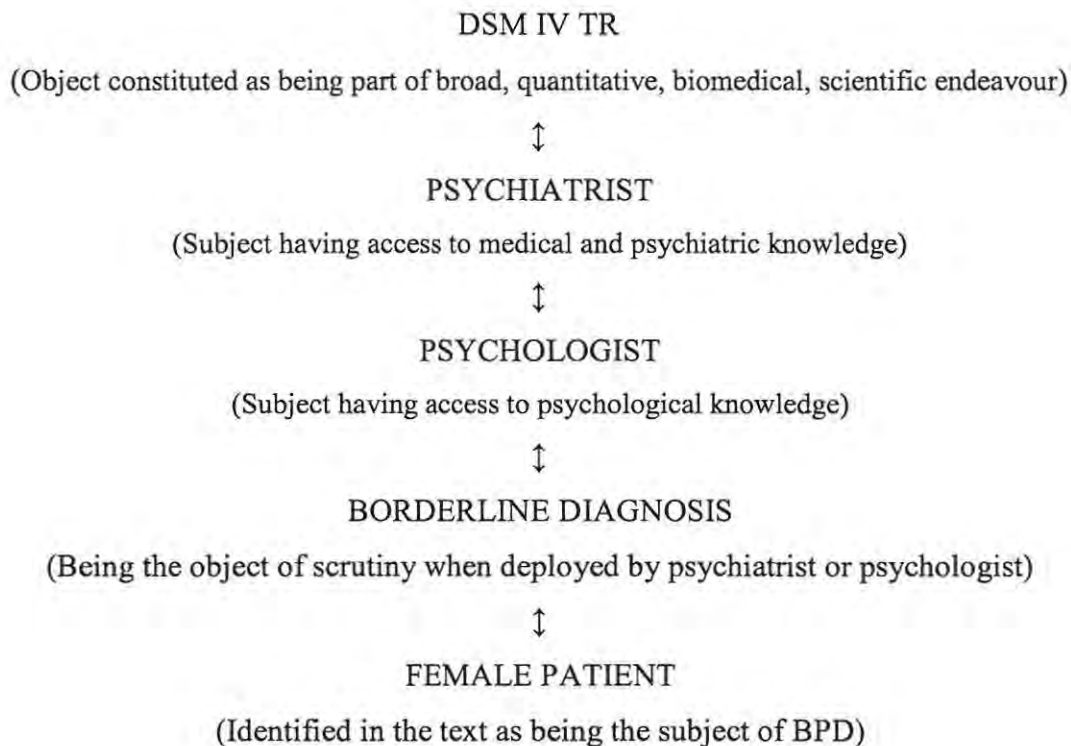 DSM IV TR
(Object constituted as being part of broad, quantitative, biomedical, scientific endeavour)
↕
PSYCHIATRIST
(Subject having access to medical and psychiatric knowledge)
↕
PSYCHOLOGIST
(Subject having access to psychological knowledge)
↕
BORDERLINE DIAGNOSIS
(Being the object of scrutiny when deployed by psychiatrist or psychologist)
↕
FEMALE PATIENT
(Identified in the text as being the subject of BPD)